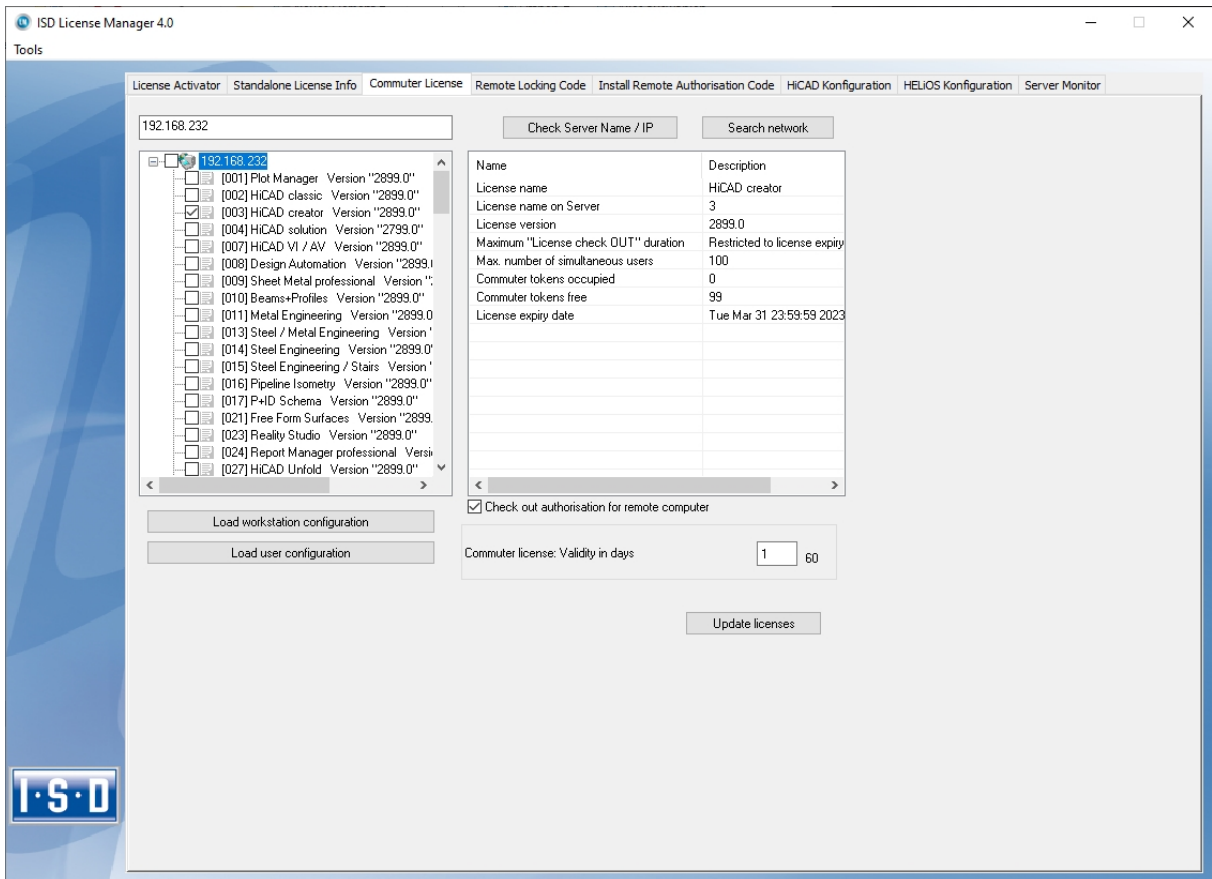 ISD License Manager 4.0
Tools
License Activator Standalone License Info Commuter License Remote Locking Code Install Remote Authorisation Code HiCAD Konfiguration HELiOS Konfiguration Server Monitor
192.168.232
Check Server Name / IP
Search network
192.168.232
[001] Plot Manager Version "2899.0"
[002] HiCAD classic Version "2899.0"
[003] HiCAD creator Version "2899.0"
[004] HiCAD solution Version "2799.0"
[007] HiCAD VI / AV Version "2899.0"
[008] Design Automation Version "2899.
[009] Sheet Metal professional Version "
[010] Beams+Profiles Version "2899.0"
[011] Metal Engineering Version "2899.0
[013] Steel / Metal Engineering Version "
[014] Steel Engineering Version "2899.0"
[015] Steel Engineering / Stairs Version "
[016] Pipeline Isometry Version "2899.0"
[017] P+ID Schema Version "2899.0"
[021] Free Form Surfaces Version "2899.
[023] Reality Studio Version "2899.0"
[024] Report Manager professional Versi
[027] HiCAD Unfold Version "2899.0"
Name Description
License name HiCAD creator
License name on Server 3
License version 2899.0
Maximum "License check OUT" duration Restricted to license expiry
Max. number of simultaneous users 100
Commuter tokens occupied 0
Commuter tokens free 99
License expiry date Tue Mar 31 23:59:59 2023
Load workstation configuration
Load user configuration
Check out authorisation for remote computer
Commuter license: Validity in days 1 60
Update licenses
I·S·D